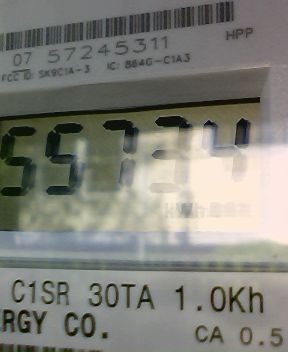 07 57245311
HPP
FCC ID: SK9C1A-3 IC: 864G-C1A3
55734
kWh
C1SR 30TA 1.0Kh
RGY CO.
CA 0.5